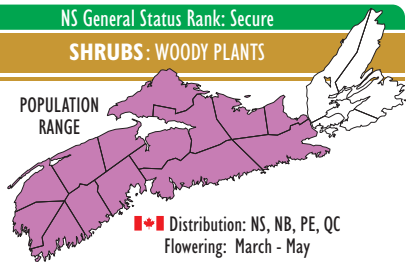 NS General Status Rank: Secure
SHRUBS: WOODY PLANTS
POPULATION
RANGE
Distribution: NS, NB, PE, QC
Flowering: March - May